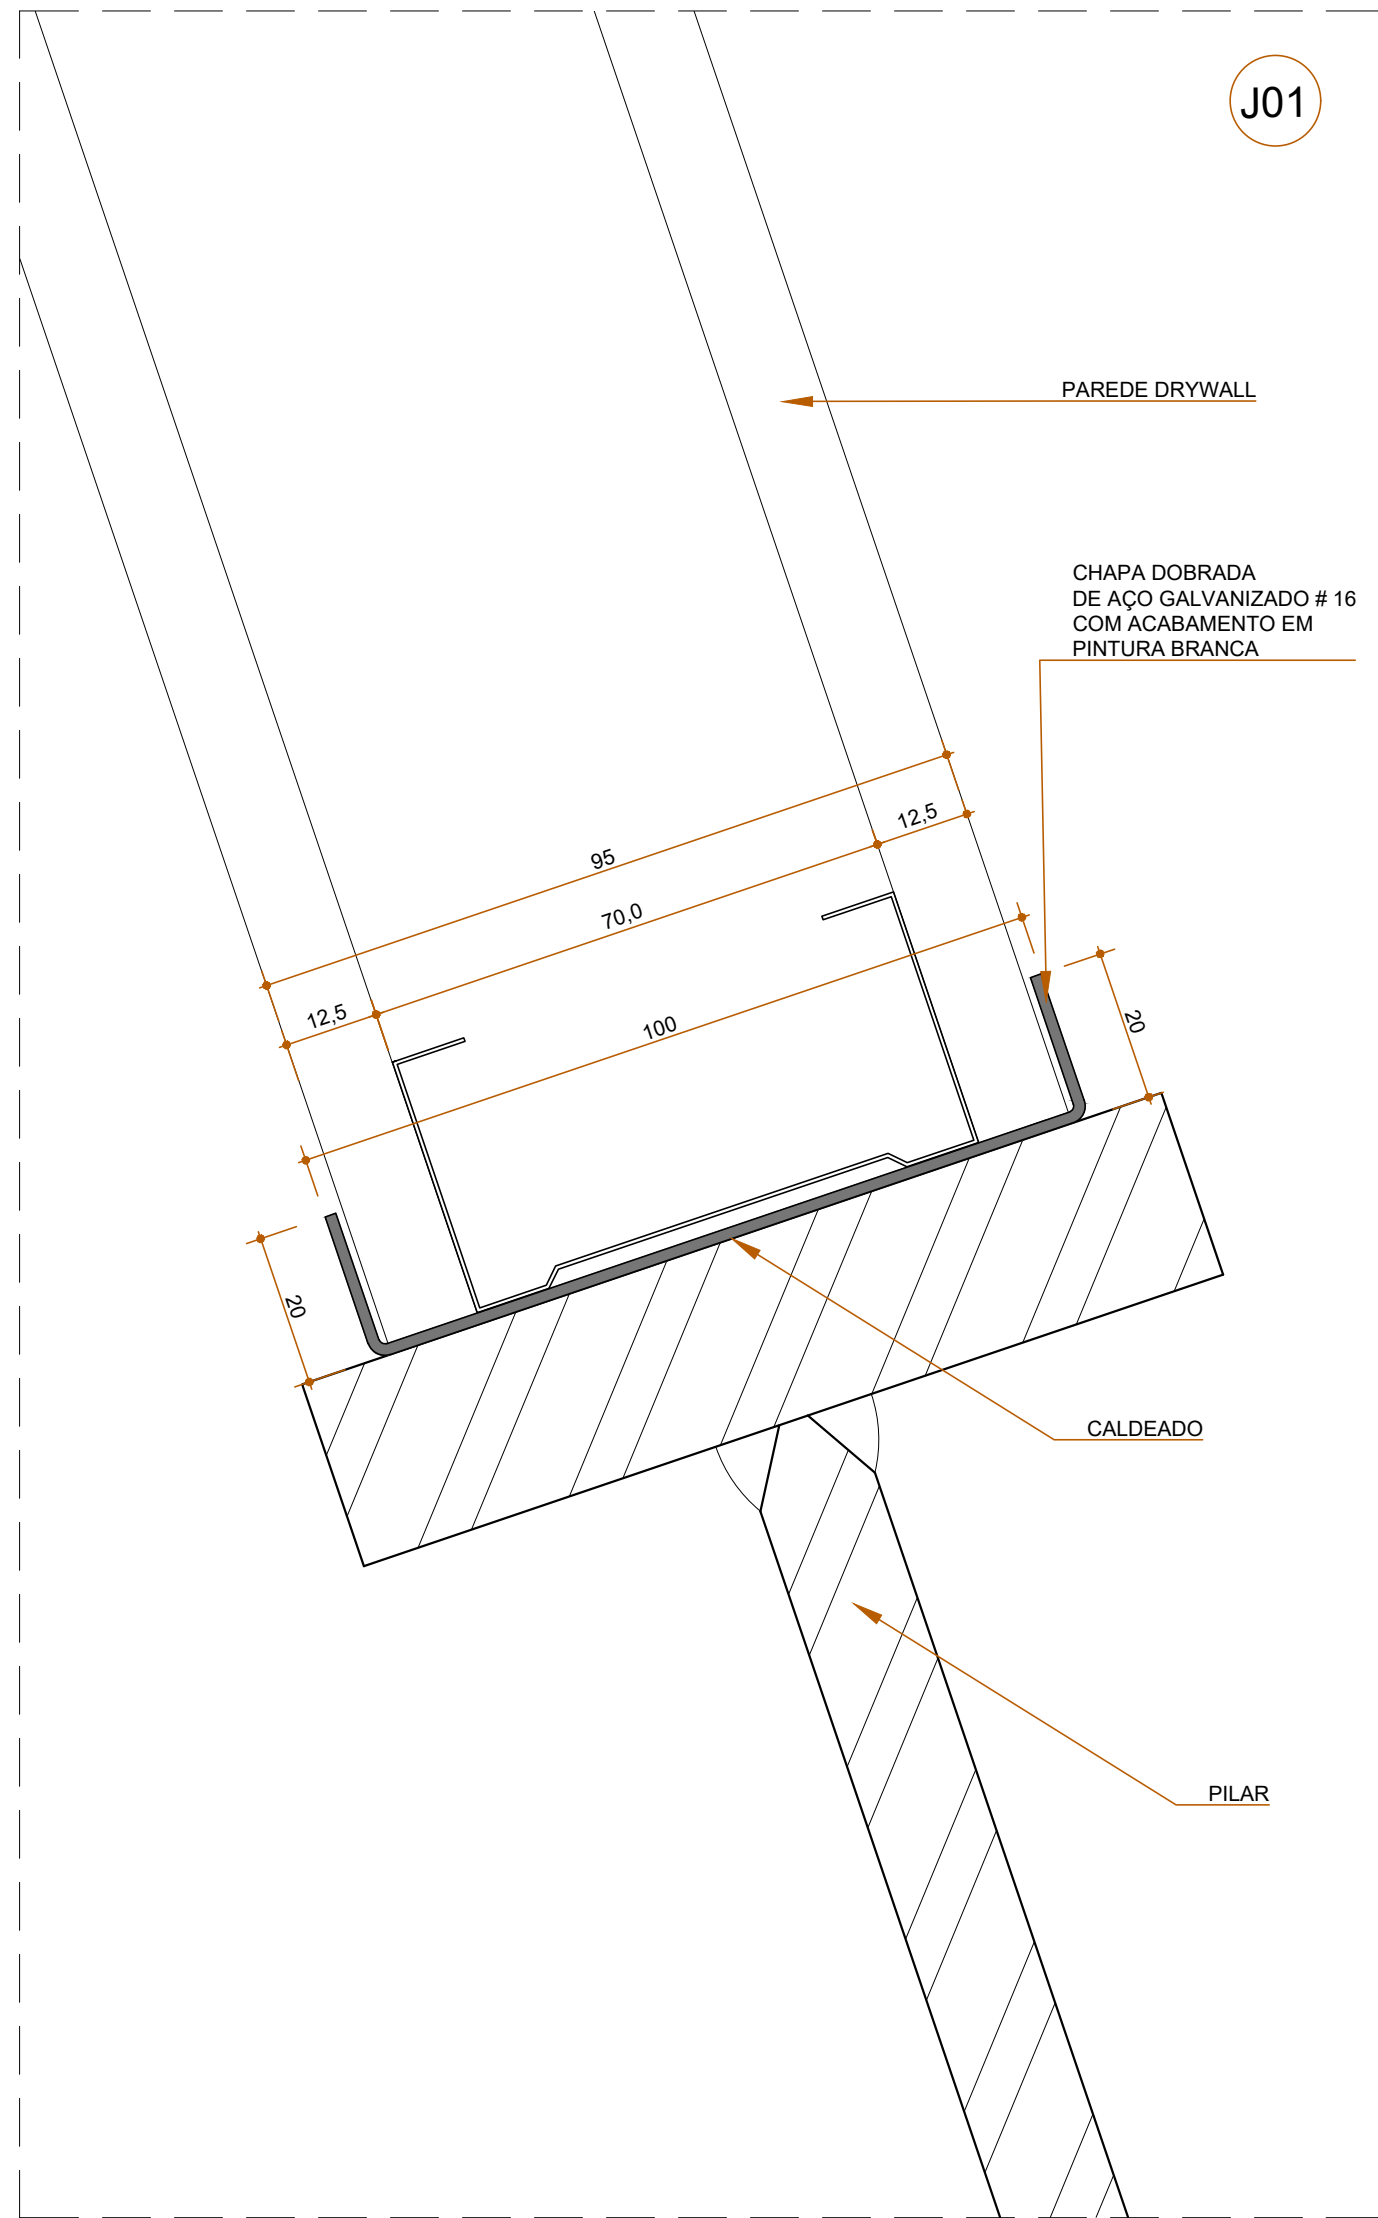 J01
PAREDE DRYWALL
CHAPA DOBRADA
DE AÇO GALVANIZADO # 16
COM ACABAMENTO EM
PINTURA BRANCA
95
12,5
70,0
12,5
100
20
20
CALDEADO
PILAR